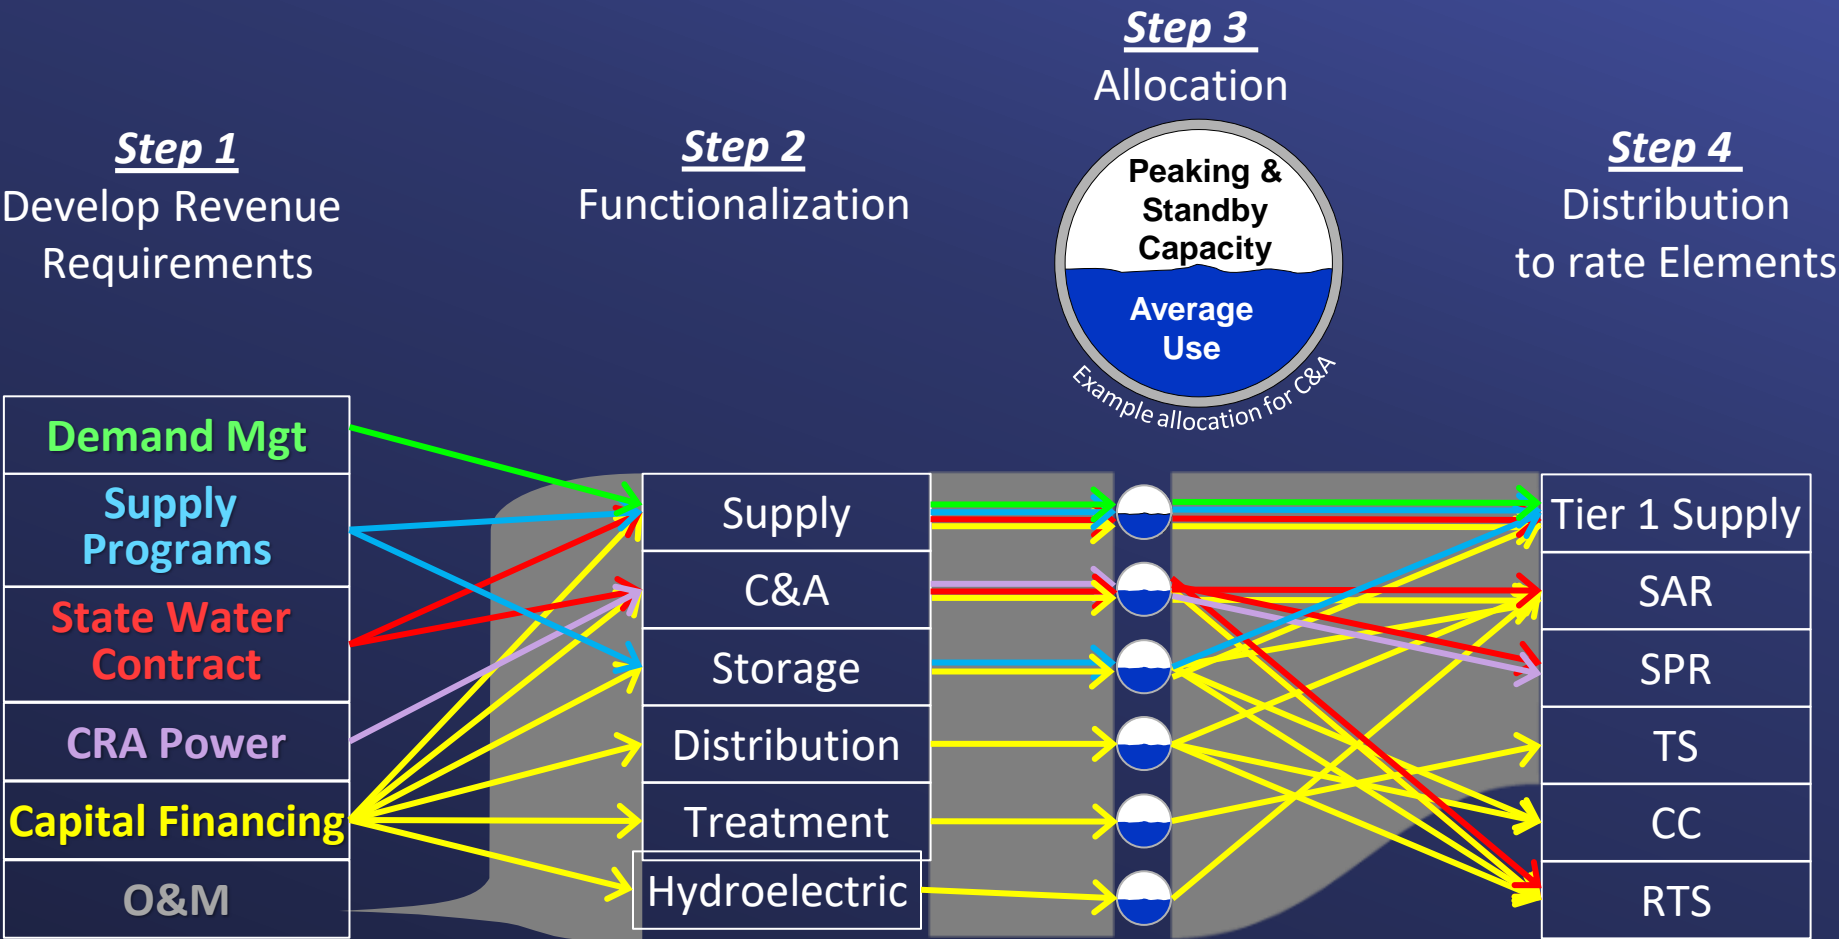 Step 1
Develop Revenue
Requirements
Step 2
Functionalization
Step 3
Allocation
Peaking &
Standby
Capacity
Average
Use
Example allocation for C&A
Step 4
Distribution
to rate Elements
Demand Mgt
Supply
Programs
State Water
Contract
CRA Power
Capital Financing
O&M
Supply
C&A
Storage
Distribution
Treatment
Hydroelectric
Tier 1 Supply
SAR
SPR
TS
CC
RTS